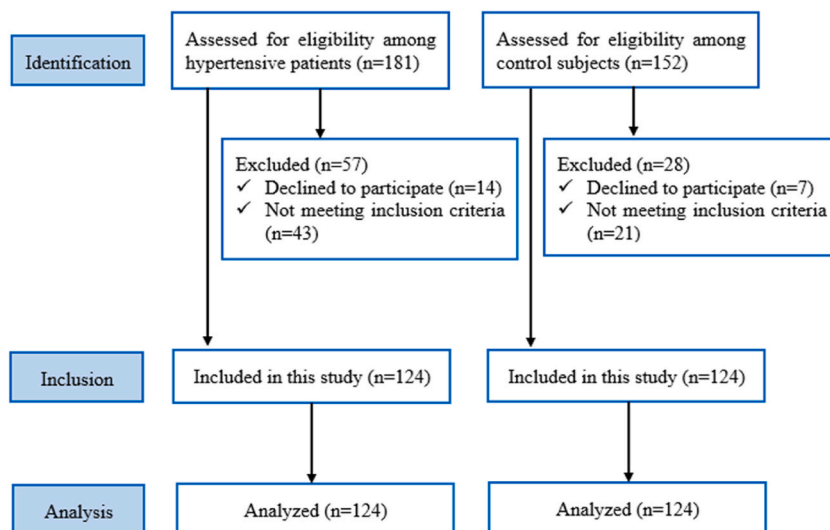 Identification
Assessed for eligibility among
hypertensive patients (n=181)
Assessed for eligibility among
control subjects (n=152)
Excluded (n=57)
✓ Declined to participate (n=14)
✓ Not meeting inclusion criteria
(n=43)
Excluded (n=28)
✓ Declined to participate (n=7)
✓ Not meeting inclusion criteria
(n=21)
Inclusion
Included in this study (n=124)
Included in this study (n=124)
Analysis
Analyzed (n=124)
Analyzed (n=124)